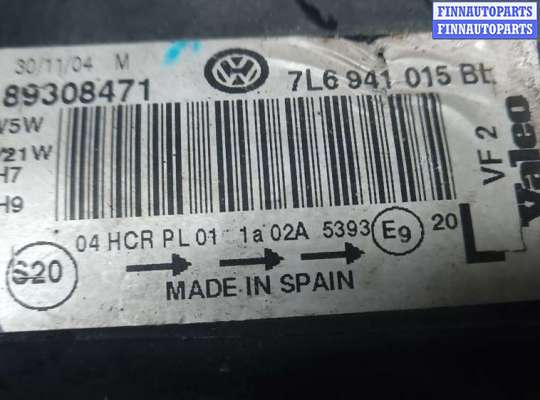 FINNAUTOPARTS
FINNAUTOPARTS
FINNAUTOPARTS
30/11/04 M
89308471
7L6 941 015 BL
W5W
21W
H7
H9
VF 2
Valeo
04 HCR PL 01 1a 02A 5393 E9 20
L
S20
MADE IN SPAIN